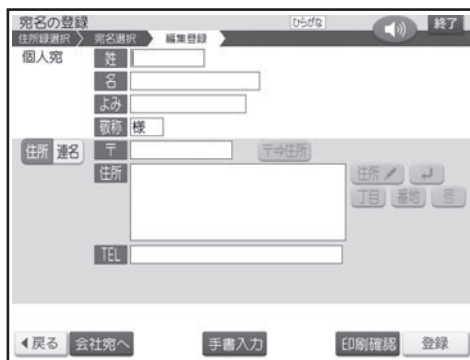 宛名の登録 ひらがな 終了
住所録選択 宛名選択 編集登録
個人宛 姓
名
よみ
敬称 様
住所 連名 〒 〒⇒住所
住所 住所 ↲
丁目 番地 号
TEL
◀戻る 会社宛へ 手書入力 印刷確認 登録